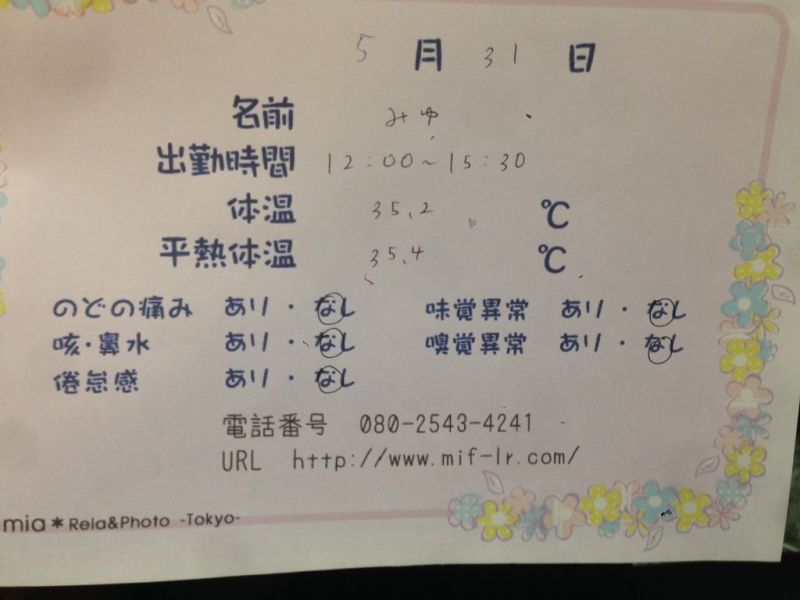 5月31日
名前 みゆ
出勤時間 12:00~15:30
体温 35.2 ℃
平熱体温 35.4 ℃
のどの痛み あり・なし 味覚異常 あり・なし
咳・鼻水 あり・なし 嗅覚異常 あり・なし
倦怠感 あり・なし
電話番号 080-2543-4241
URL http://www.mif-lr.com/
mia*Rela&Photo -Tokyo-